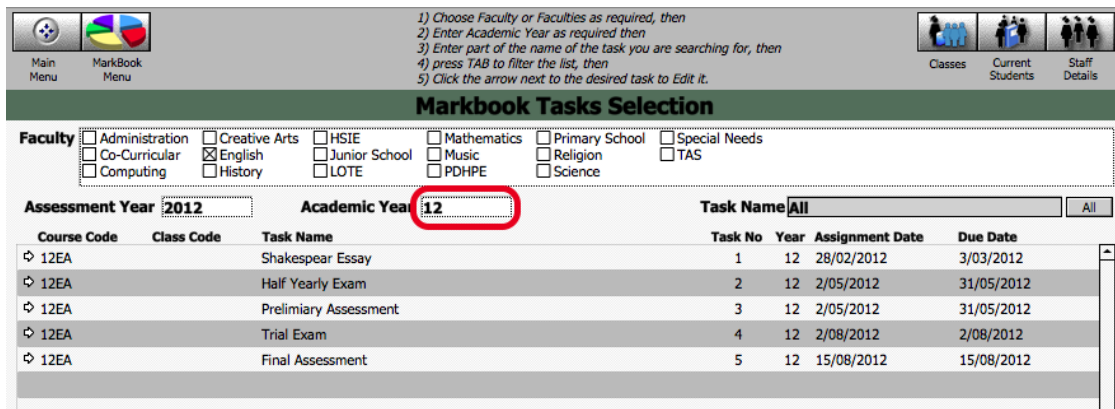 Main Menu
MarkBook Menu
1) Choose Faculty or Faculties as required, then
2) Enter Academic Year as required then
3) Enter part of the name of the task you are searching for, then
4) press TAB to filter the list, then
5) Click the arrow next to the desired task to Edit it.
Classes
Current Students
Staff Details
Markbook Tasks Selection
Faculty Administration Creative Arts HSIE Mathematics Primary School Special Needs
Co-Curricular English Junior School Music Religion TAS
Computing History LOTE PDHPE Science
Assessment Year 2012 Academic Year 12 Task Name All All
Course Code Class Code Task Name Task No Year Assignment Date Due Date
12EA Shakespear Essay 1 12 28/02/2012 3/03/2012
12EA Half Yearly Exam 2 12 2/05/2012 31/05/2012
12EA Prelimiary Assessment 3 12 2/05/2012 31/05/2012
12EA Trial Exam 4 12 2/08/2012 2/08/2012
12EA Final Assessment 5 12 15/08/2012 15/08/2012